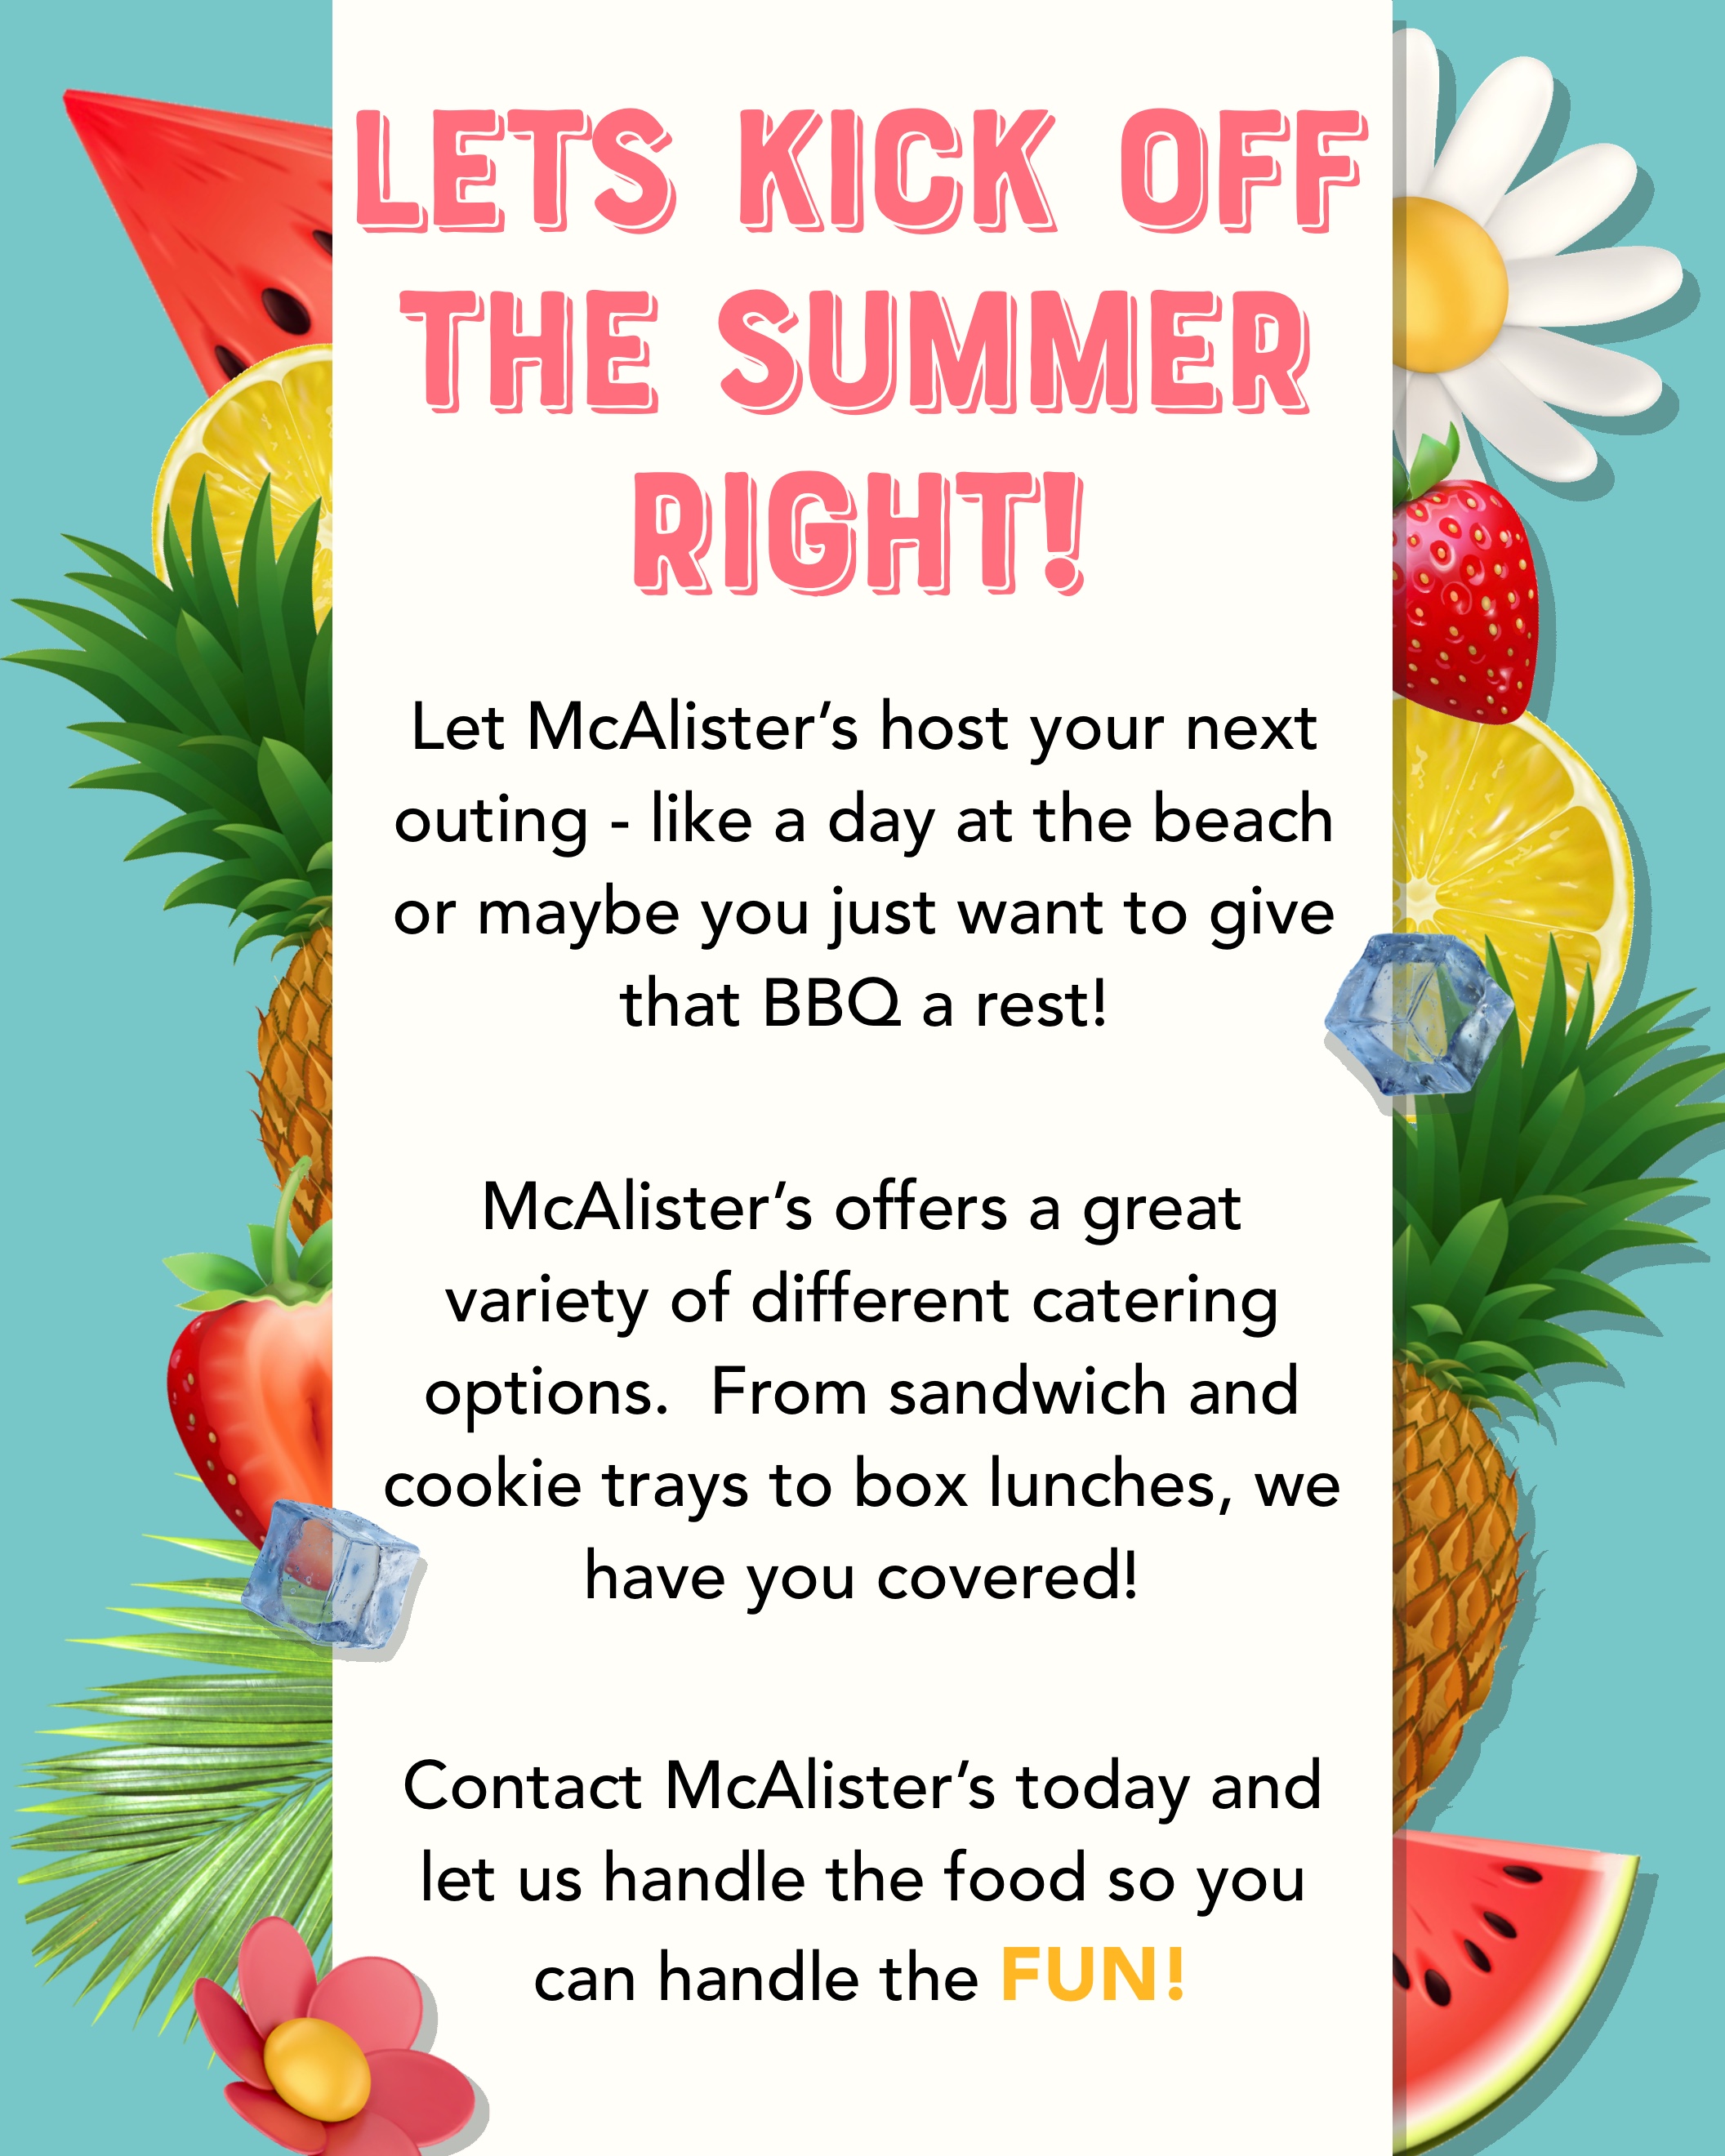 LETS KICK OFF
THE SUMMER
RIGHT!
Let McAlister’s host your next
outing - like a day at the beach
or maybe you just want to give
that BBQ a rest!
McAlister’s offers a great
variety of different catering
options.  From sandwich and
cookie trays to box lunches, we
have you covered!
Contact McAlister’s today and
let us handle the food so you
can handle the FUN!